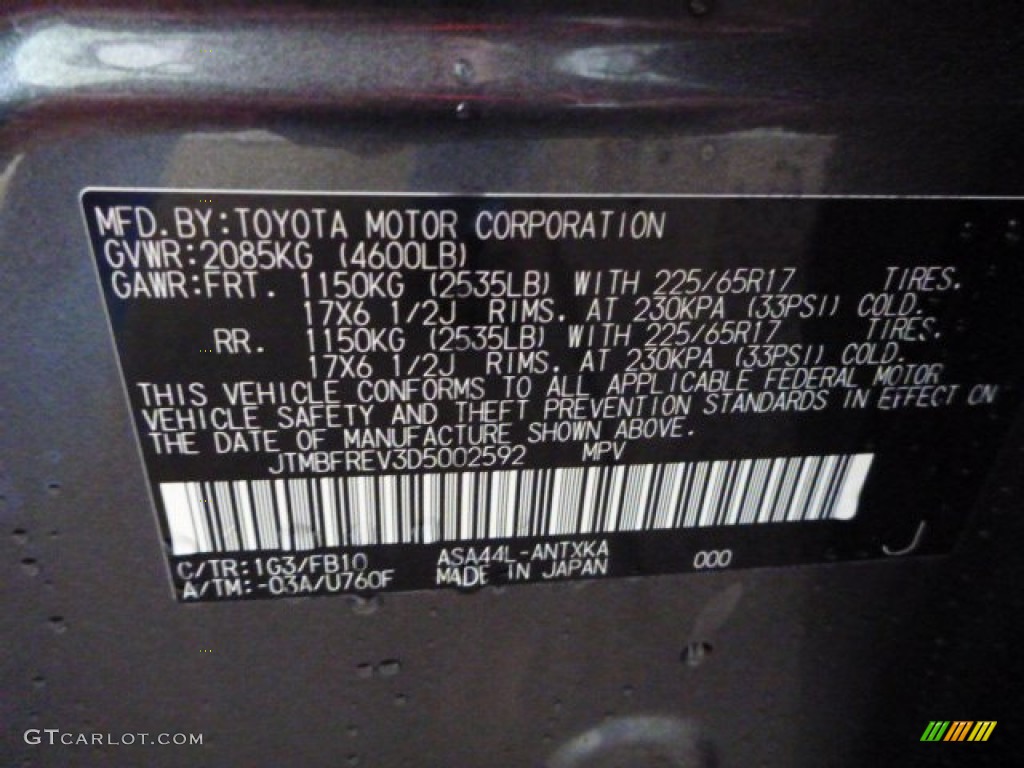 MFD.BY:TOYOTA MOTOR CORPORATION
GVWR:2085KG (4600LB)
GAWR:FRT. 1150KG (2535LB) WITH 225/65R17 TIRES.
17X6 1/2J RIMS. AT 230KPA (33PSI) COLD.
RR. 1150KG (2535LB) WITH 225/65R17 TIRES.
17X6 1/2J RIMS. AT 230KPA (33PSI) COLD.
THIS VEHICLE CONFORMS TO ALL APPLICABLE FEDERAL MOTOR
VEHICLE SAFETY AND THEFT PREVENTION STANDARDS IN EFFECT ON
THE DATE OF MANUFACTURE SHOWN ABOVE.
JTMBFREV3D5002592 MPV
C/TR:1G3/FB10 ASA44L-ANTXKA 000
A/TM:-03A/U760F MADE IN JAPAN
J
GTCARLOT.COM